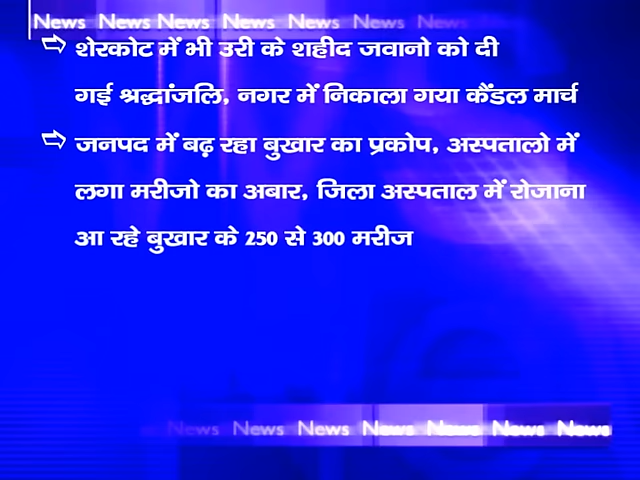 News News News News News News News
⇨ शेरकोट में भी उरी के शहीद जवानो को दी
गई श्रद्धांजलि, नगर में निकाला गया कैंडल मार्च
⇨ जनपद में बढ़ रहा बुखार का प्रकोप, अस्पतालो में
लगा मरीजो का अबार, जिला अस्पताल में रोजाना
आ रहे बुखार के 250 से 300 मरीज
News News News News News News News